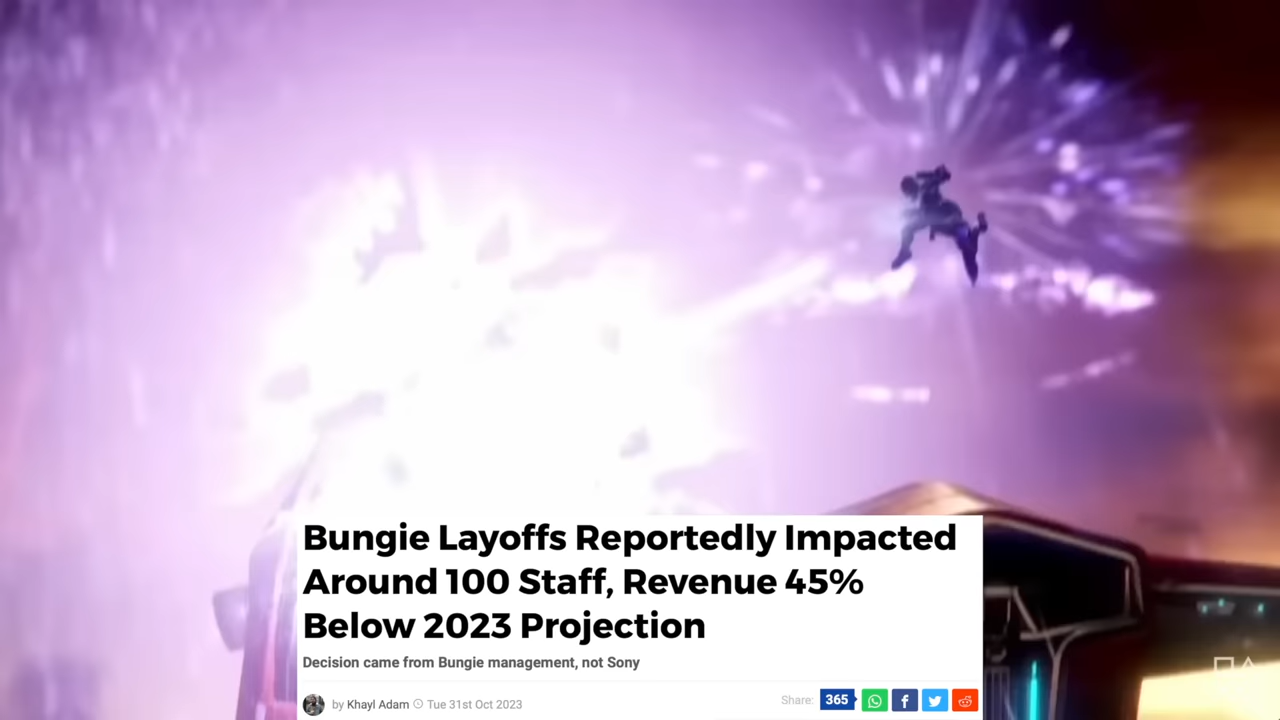 Bungie Layoffs Reportedly Impacted
Around 100 Staff, Revenue 45%
Below 2023 Projection
Decision came from Bungie management, not Sony
by Khayl Adam Tue 31st Oct 2023
Share: 365